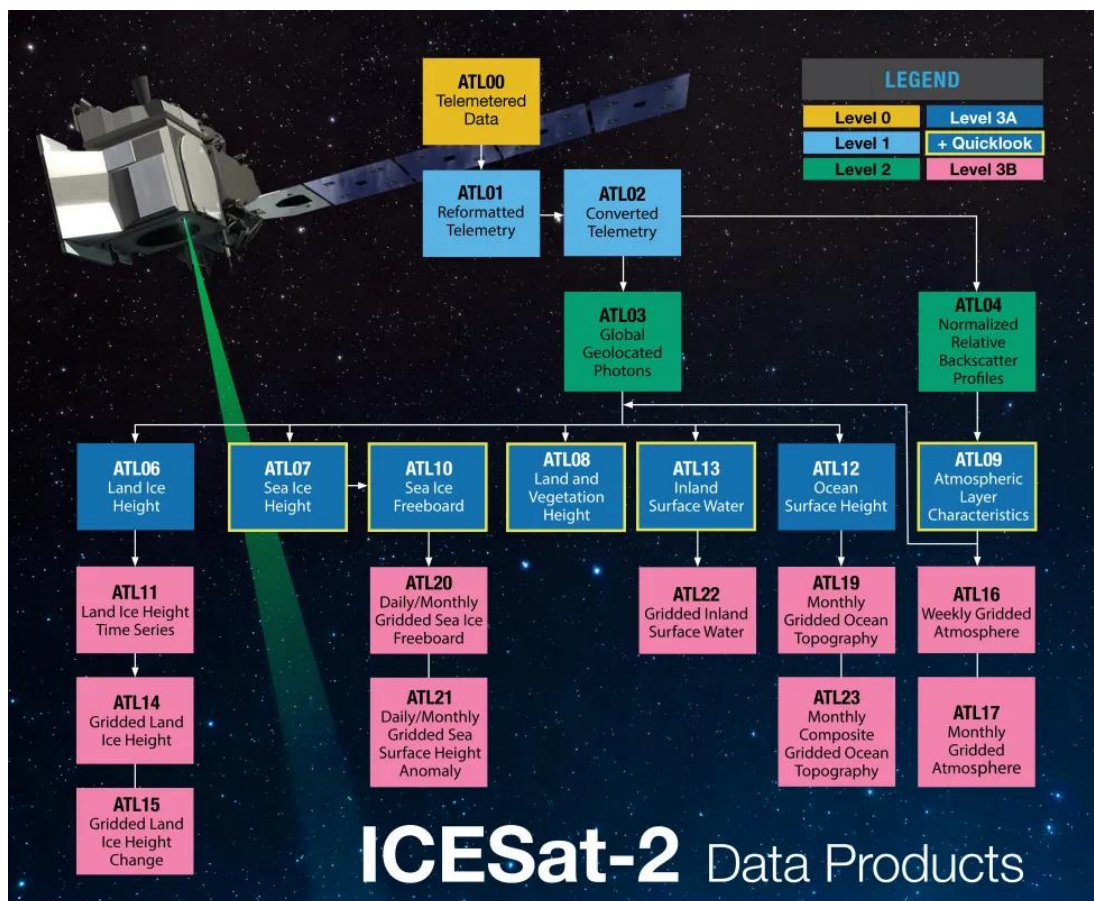 ATL00
Telemetered
Data
LEGEND
Level 0
Level 3A
Level 1
+ Quicklook
Level 2
Level 3B
ATL01
Reformatted
Telemetry
ATL02
Converted
Telemetry
ATL03
Global
Geolocated
Photons
ATL04
Normalized
Relative
Backscatter
Profiles
ATL06
Land Ice
Height
ATL07
Sea Ice
Height
ATL10
Sea Ice
Freeboard
ATL08
Land and
Vegetation
Height
ATL13
Inland
Surface Water
ATL12
Ocean
Surface Height
ATL09
Atmospheric
Layer
Characteristics
ATL11
Land Ice Height
Time Series
ATL20
Daily/Monthly
Gridded Sea Ice
Freeboard
ATL22
Gridded Inland
Surface Water
ATL19
Monthly
Gridded Ocean
Topography
ATL16
Weekly Gridded
Atmosphere
ATL14
Gridded Land
Ice Height
ATL21
Daily/Monthly
Gridded Sea
Surface Height
Anomaly
ATL23
Monthly
Composite
Gridded Ocean
Topography
ATL17
Monthly
Gridded
Atmosphere
ATL15
Gridded Land
Ice Height
Change
ICESat-2 Data Products